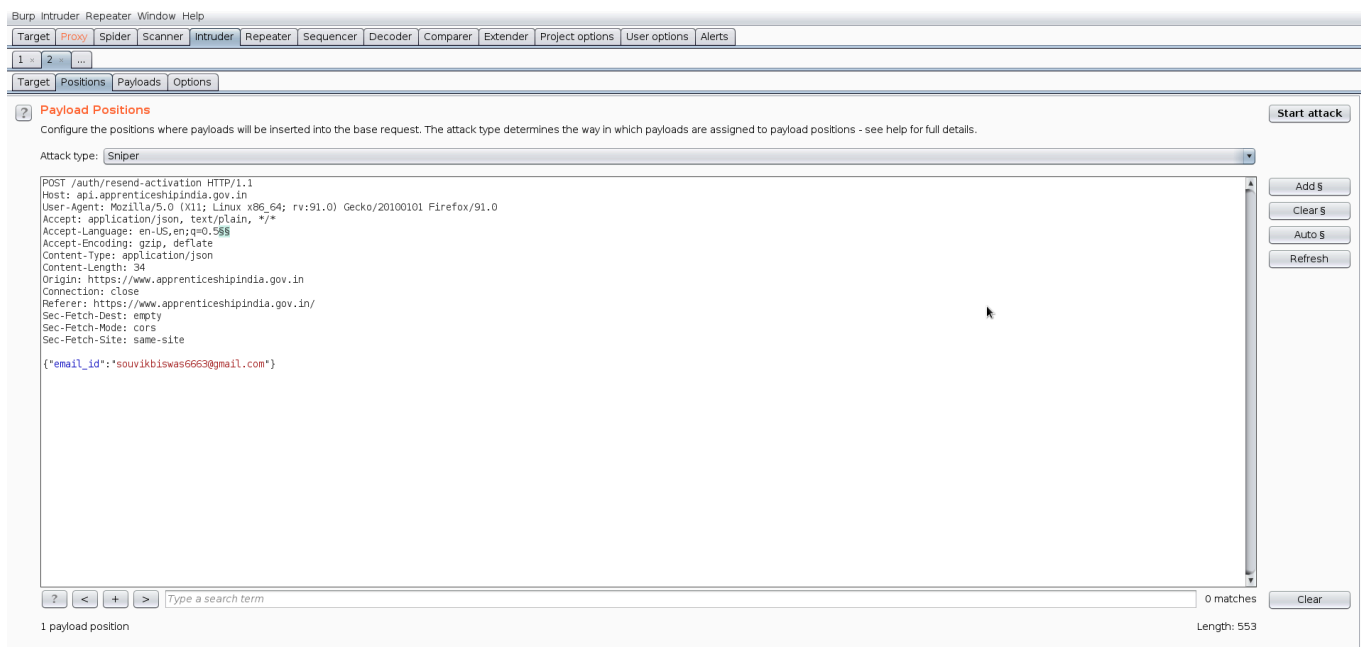 Burp Intruder Repeater Window Help
Target Proxy Spider Scanner Intruder Repeater Sequencer Decoder Comparer Extender Project options User options Alerts
1 × 2 × ...
Target Positions Payloads Options
? Payload Positions
Start attack
Configure the positions where payloads will be inserted into the base request. The attack type determines the way in which payloads are assigned to payload positions - see help for full details.
Attack type: Sniper
POST /auth/resend-activation HTTP/1.1
Host: api.apprenticeshipindia.gov.in
User-Agent: Mozilla/5.0 (X11; Linux x86_64; rv:91.0) Gecko/20100101 Firefox/91.0
Accept: application/json, text/plain, */*
Accept-Language: en-US,en;q=0.5§§
Accept-Encoding: gzip, deflate
Content-Type: application/json
Content-Length: 34
Origin: https://www.apprenticeshipindia.gov.in
Connection: close
Referer: https://www.apprenticeshipindia.gov.in/
Sec-Fetch-Dest: empty
Sec-Fetch-Mode: cors
Sec-Fetch-Site: same-site
{"email_id":"souvikbiswas6663@gmail.com"}
Add §
Clear §
Auto §
Refresh
? < + > Type a search term 0 matches Clear
1 payload position Length: 553